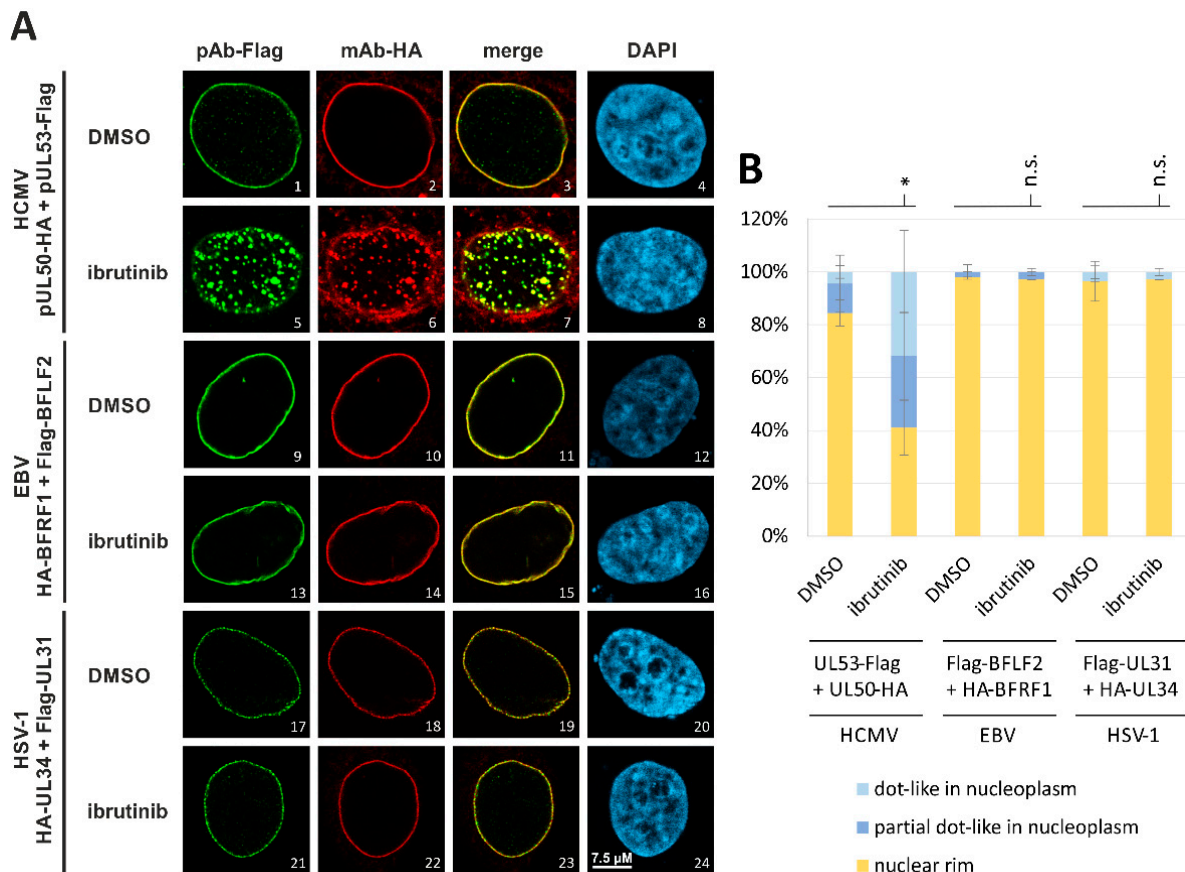 A
pAb-Flag mAb-HA merge DAPI
HCMV
pUL50-HA + pUL53-Flag
DMSO
1 2 3 4
ibrutinib
5 6 7 8
EBV
HA-BFRF1 + Flag-BFLF2
DMSO
9 10 11 12
ibrutinib
13 14 15 16
HSV-1
HA-UL34 + Flag-UL31
DMSO
17 18 19 20
ibrutinib
21 22 23 24
7.5 µM
B
* n.s. n.s.
120%
100%
80%
60%
40%
20%
0%
DMSO ibrutinib DMSO ibrutinib DMSO ibrutinib
UL53-Flag Flag-BFLF2 Flag-UL31
+ UL50-HA + HA-BFRF1 + HA-UL34
HCMV EBV HSV-1
dot-like in nucleoplasm
partial dot-like in nucleoplasm
nuclear rim